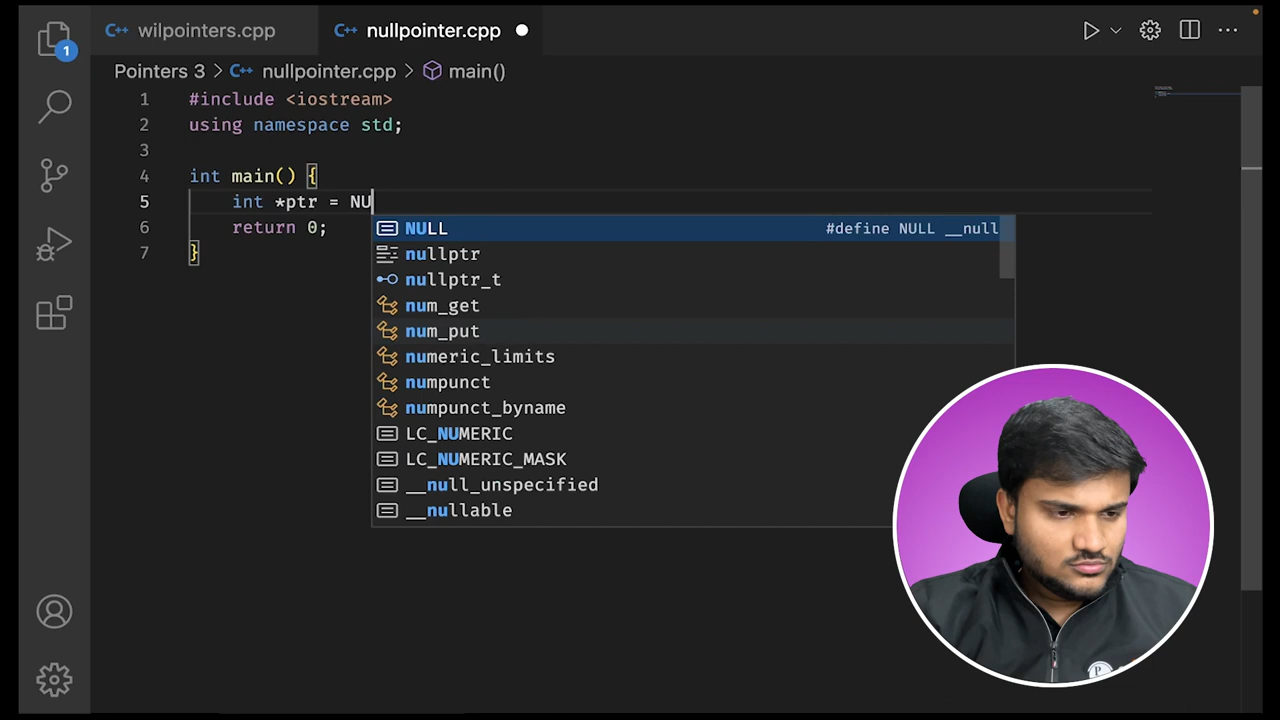 wilpointers.cpp
nullpointer.cpp
Pointers 3 > nullpointer.cpp > main()
1
1 #include <iostream>
2 using namespace std;
3
4 int main() {
5 int *ptr = NU
6 return 0;
7 }
NULL #define NULL __null
nullptr
nullptr_t
num_get
num_put
numeric_limits
numpunct
numpunct_byname
LC_NUMERIC
LC_NUMERIC_MASK
__null_unspecified
__nullable